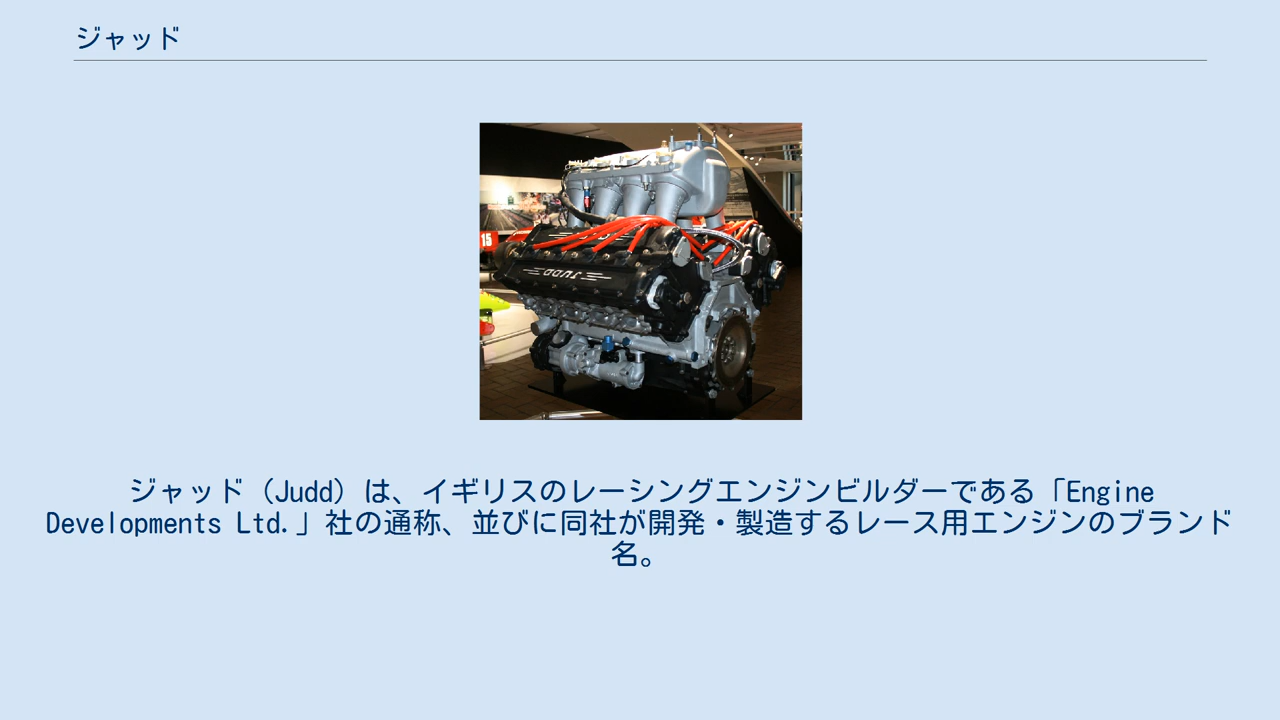 ジャッド
15
JUDD
ジャッド（Judd）は、イギリスのレーシングエンジンビルダーである「Engine
Developments Ltd.」社の通称、並びに同社が開発・製造するレース用エンジンのブランド
名。